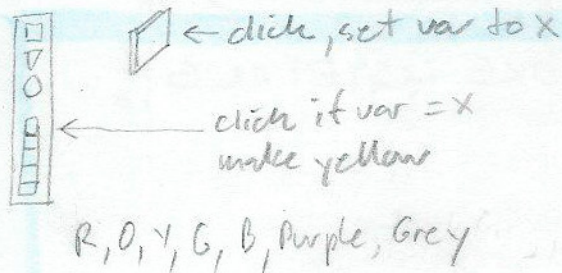 click, set var to X
click if var = X
make yellow
R, O, Y, G, B, Purple, Grey